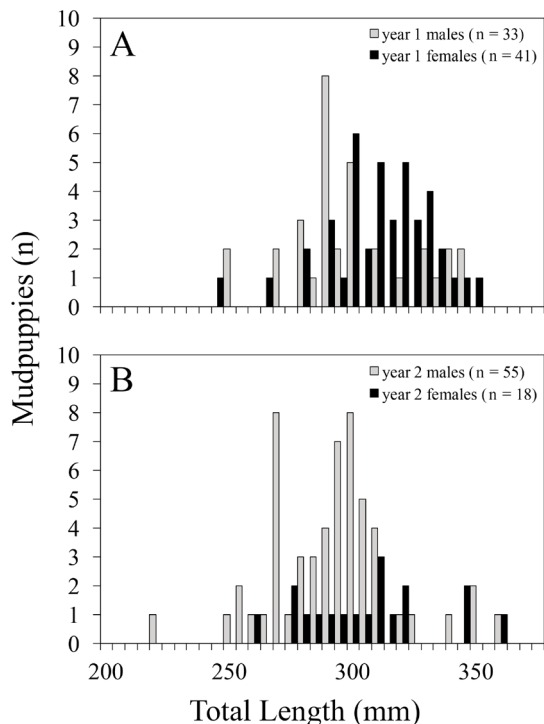 A
year 1 males (n = 33)
year 1 females (n = 41)
10
9
8
7
6
5
4
3
2
1
0
Mudpuppies (n)
B
year 2 males (n = 55)
year 2 females (n = 18)
10
9
8
7
6
5
4
3
2
1
0
200 250 300 350
Total Length (mm)